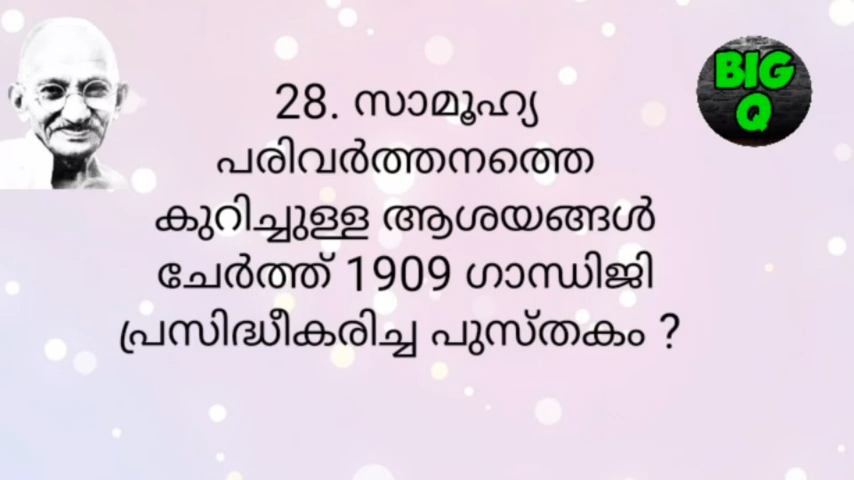 BIG
Q
28. സാമൂഹ്യ
പരിവർത്തനത്തെ
കുറിച്ചുള്ള ആശയങ്ങൾ
ചേർത്ത് 1909 ഗാന്ധിജി
പ്രസിദ്ധീകരിച്ച പുസ്തകം ?